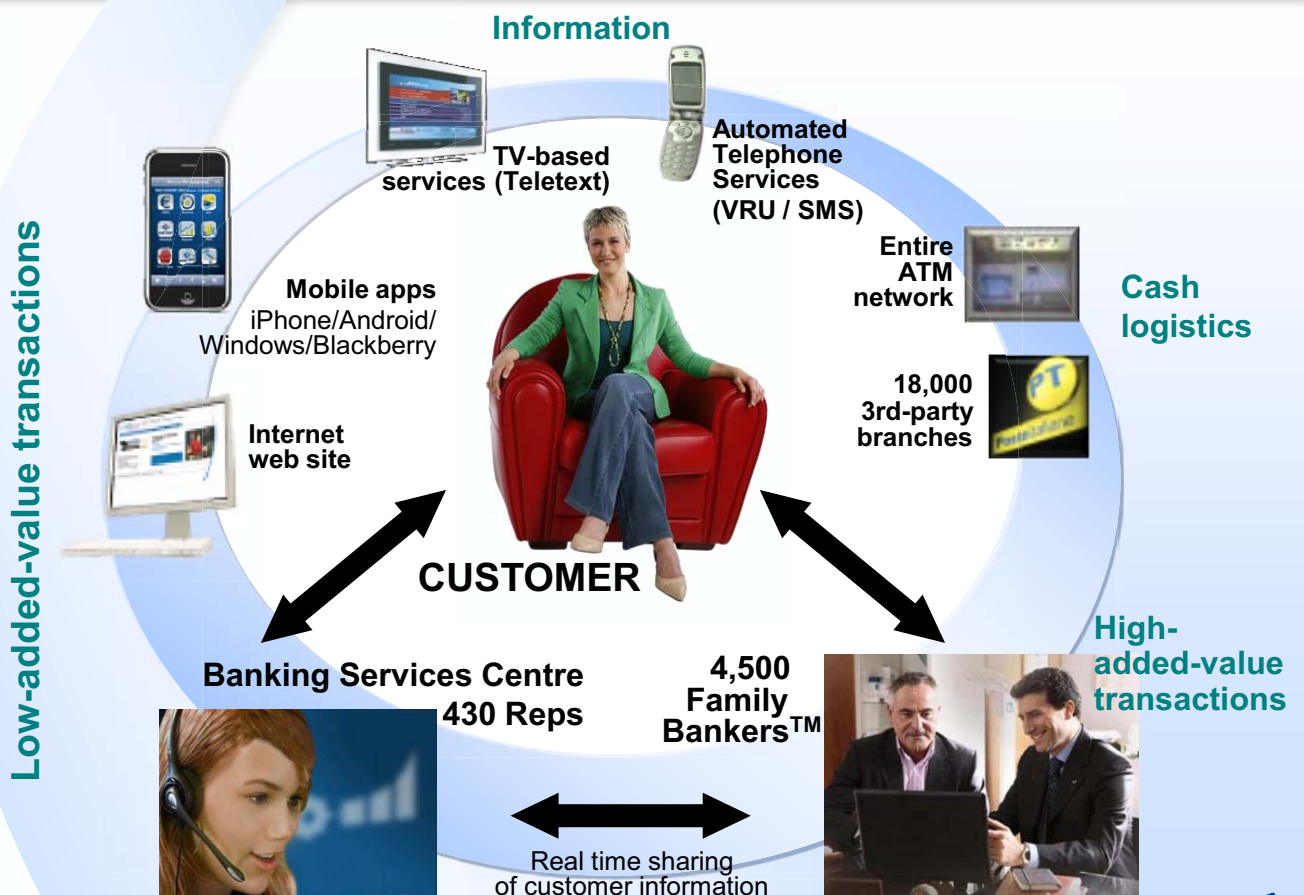 Information
TV-based
services (Teletext)
Automated
Telephone
Services
(VRU / SMS)
Low-added-value transactions
Mobile apps
iPhone/Android/
Windows/Blackberry
Entire
ATM
network
Cash
logistics
Internet
web site
18,000
3rd-party
branches
PT
Posteitaliane
CUSTOMER
Banking Services Centre
430 Reps
4,500
Family
Bankers™
High-
added-value
transactions
Real time sharing
of customer information